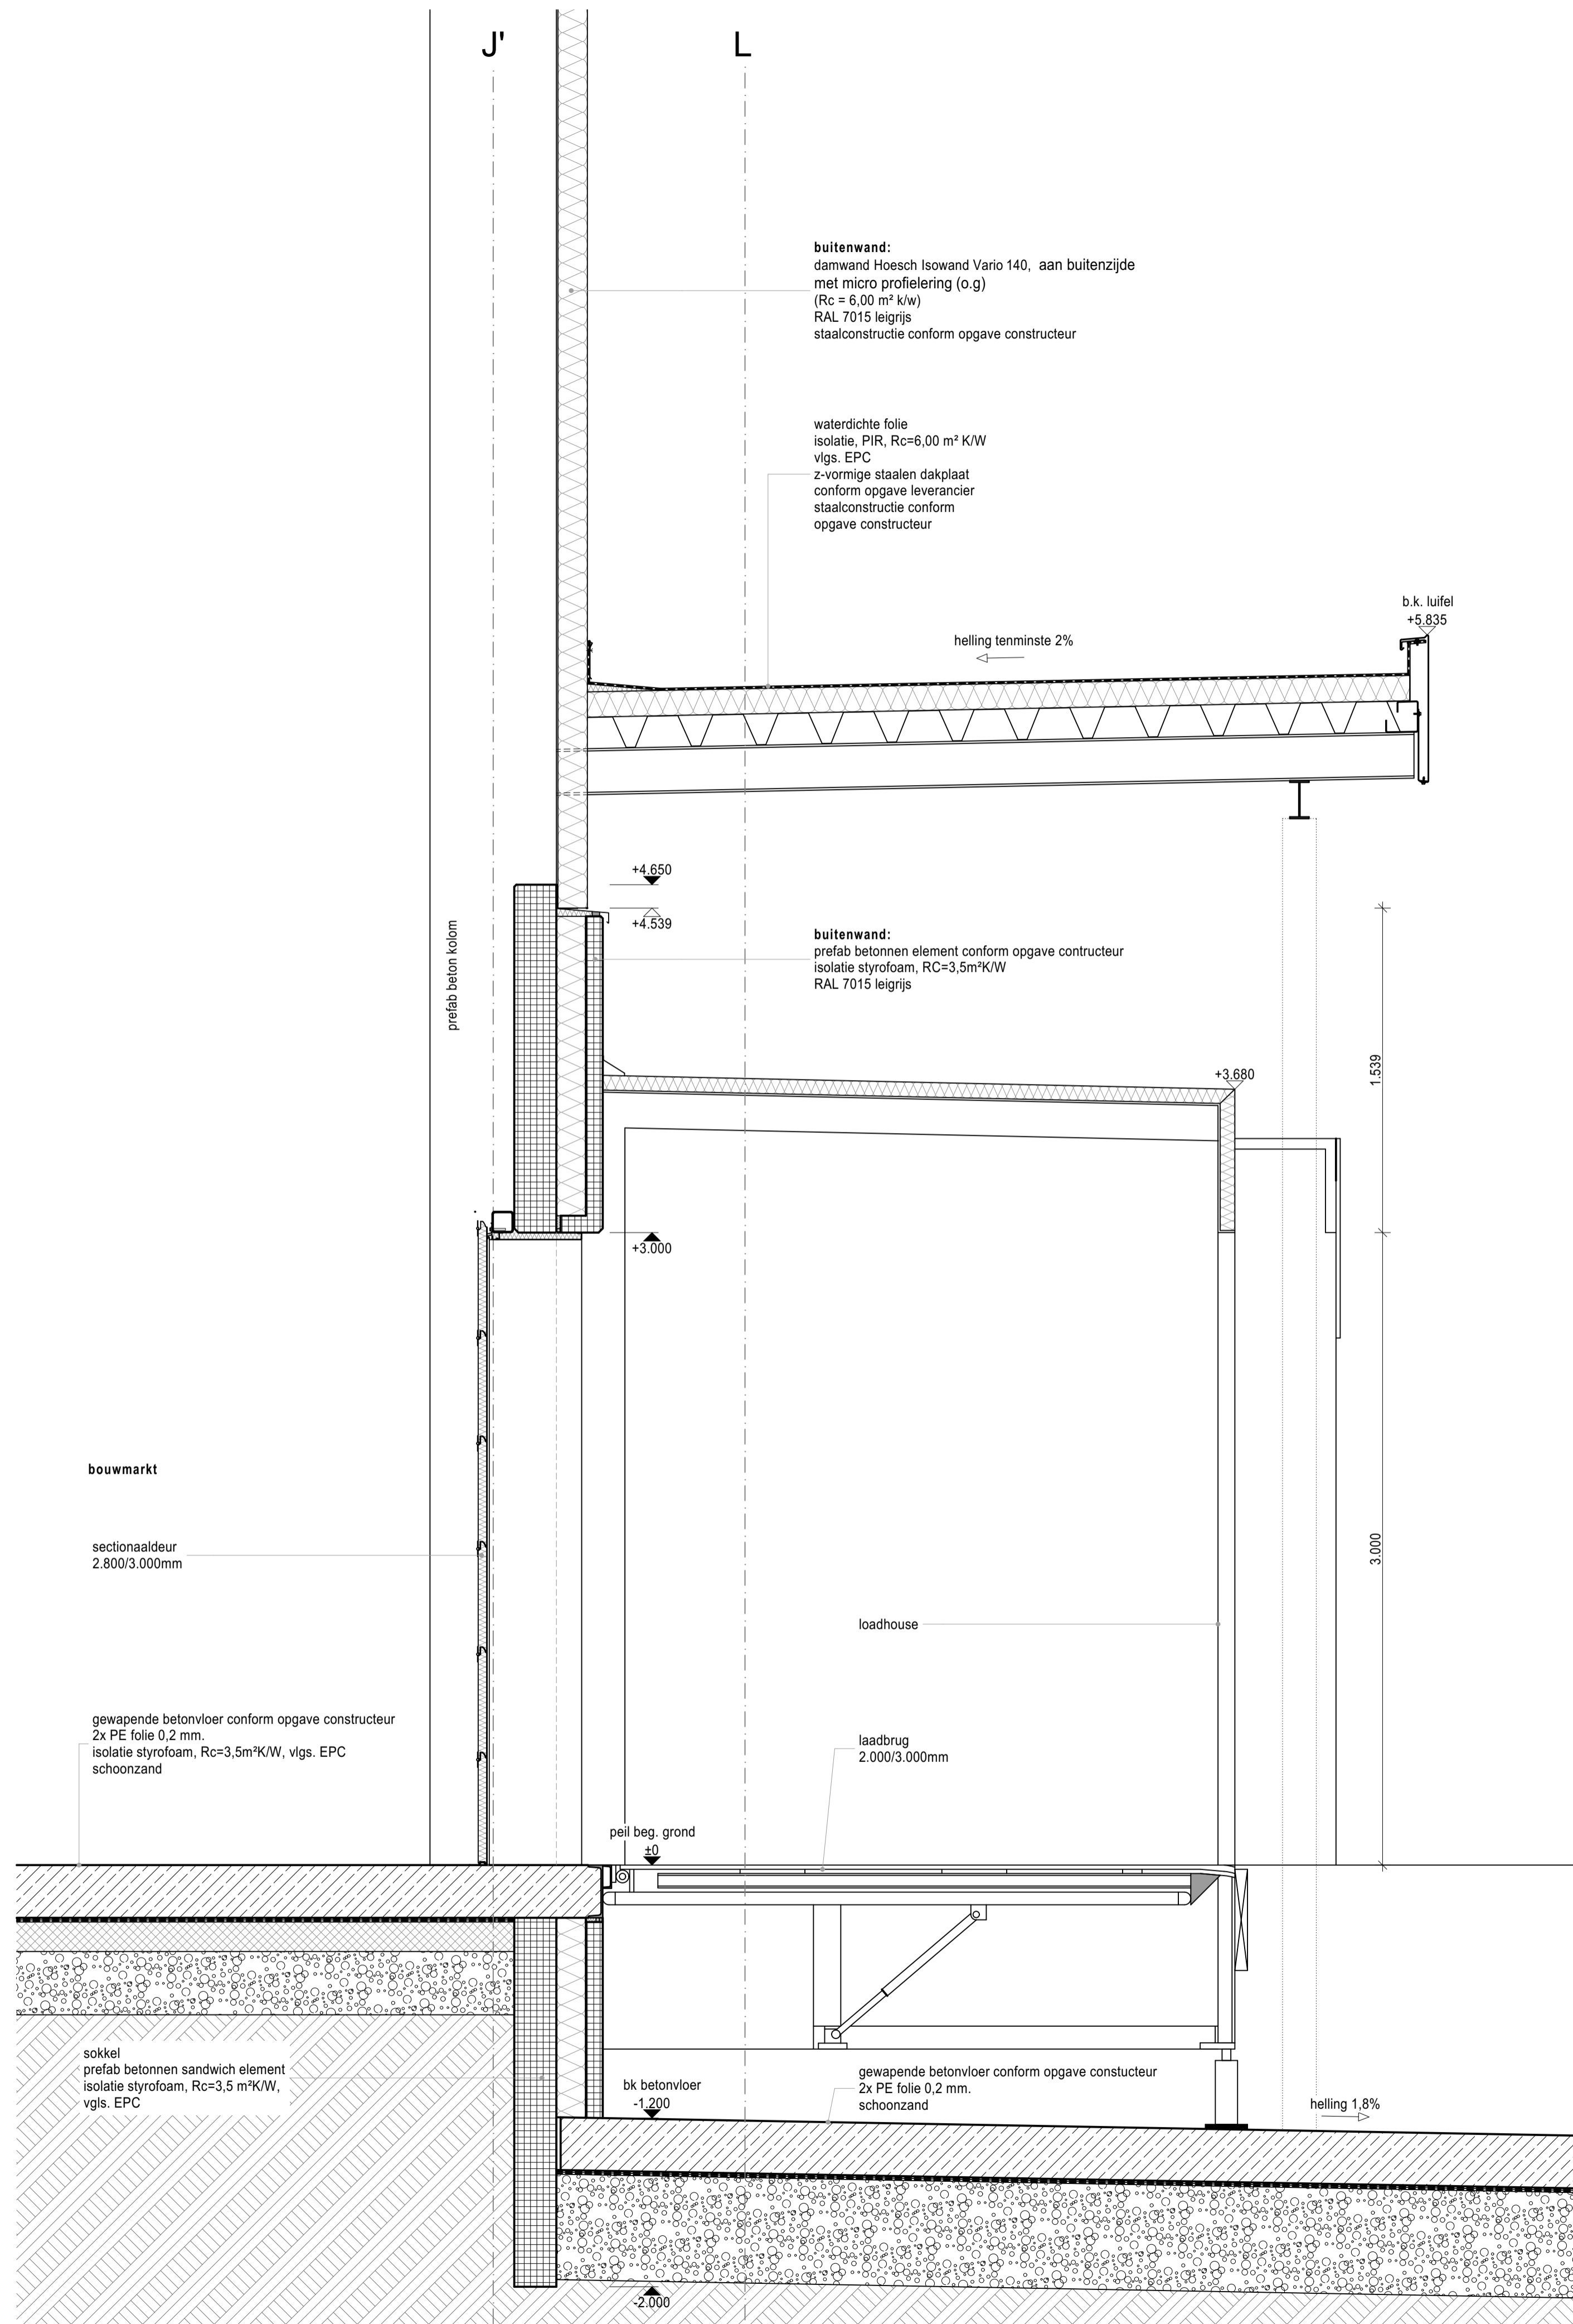 J'
L
buitenwand:
damwand Hoesch Isowand Vario 140, aan buitenzijde
met micro profielering (o.g)
(Rc = 6,00 m² k/w)
RAL 7015 leigrijs
staalconstructie conform opgave constructeur
waterdichte folie
isolatie, PIR, Rc=6,00 m² K/W
vlgs. EPC
z-vormige staalen dakplaat
conform opgave leverancier
staalconstructie conform
opgave constructeur
b.k. luifel
+5.835
helling tenminste 2%
+4.650
+4.539
prefab beton kolom
buitenwand:
prefab betonnen element conform opgave contructeur
isolatie styrofoam, RC=3,5m²K/W
RAL 7015 leigrijs
1.539
+3.680
+3.000
bouwmarkt
sectionaaldeur
2.800/3.000mm
3.000
loadhouse
gewapende betonvloer conform opgave constructeur
2x PE folie 0,2 mm.
isolatie styrofoam, Rc=3,5m²K/W, vlgs. EPC
schoonzand
laadbrug
2.000/3.000mm
peil beg. grond
±0
sokkel
prefab betonnen sandwich element
isolatie styrofoam, Rc=3,5 m²K/W,
vgls. EPC
bk betonvloer
-1.200
gewapende betonvloer conform opgave constucteur
2x PE folie 0,2 mm.
schoonzand
helling 1,8%
-2.000